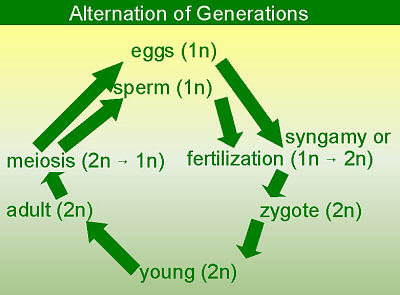 Alternation of Generations
eggs (1n)
sperm (1n)
syngamy or
fertilization (1n → 2n)
zygote (2n)
young (2n)
adult (2n)
meiosis (2n → 1n)